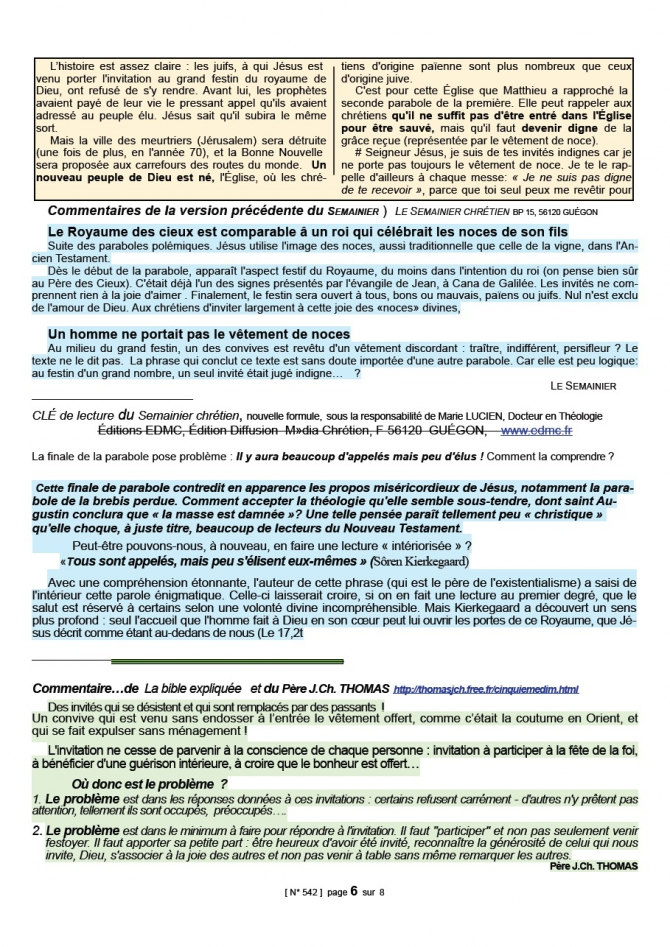 L'histoire est assez claire : les juifs, à qui Jésus est
venu porter l'invitation au grand festin du royaume de
Dieu, ont refusé de s'y rendre. Avant lui, les prophètes
avaient payé de leur vie le pressant appel qu'ils avaient
adressé au peuple élu. Jésus sait qu'il subira le même
sort.
Mais la ville des meurtriers (Jérusalem) sera détruite
(une fois de plus, en l'année 70), et la Bonne Nouvelle
sera proposée aux carrefours des routes du monde. Un
nouveau peuple de Dieu est né, l'Église, où les chré-
tiens d'origine païenne sont plus nombreux que ceux
d'origine juive.
C'est pour cette Église que Matthieu a rapproché la
seconde parabole de la première. Elle peut rappeler aux
chrétiens qu'il ne suffit pas d'être entré dans l'Église
pour être sauvé, mais qu'il faut devenir digne de la
grâce reçue (représentée par le vêtement de noce).
# Seigneur Jésus, je suis de tes invités indignes car je
ne porte pas toujours le vêtement de noce. Je te le rap-
pelle d'ailleurs à chaque messe: « Je ne suis pas digne
de te recevoir », parce que toi seul peux me revêtir pour
Commentaires de la version précédente du SEMAINIER ) LE SEMAINIER CHRÉTIEN BP 15, 56120 GUÉGON
Le Royaume des cieux est comparable à un roi qui célébrait les noces de son fils
Suite des paraboles polémiques. Jésus utilise l'image des noces, aussi traditionnelle que celle de la vigne, dans l'An-
cien Testament.
Dès le début de la parabole, apparaît l'aspect festif du Royaume, du moins dans l'intention du roi (on pense bien sûr
au Père des Cieux). C'était déjà l'un des signes présentés par l'évangile de Jean, à Cana de Galilée. Les invités ne com-
prennent rien à la joie d'aimer . Finalement, le festin sera ouvert à tous, bons ou mauvais, païens ou juifs. Nul n'est exclu
de l'amour de Dieu. Aux chrétiens d'inviter largement à cette joie des «noces» divines,
Un homme ne portait pas le vêtement de noces
Au milieu du grand festin, un des convives est revêtu d'un vêtement discordant : traître, indifférent, persifleur ? Le
texte ne le dit pas. La phrase qui conclut ce texte est sans doute importée d'une autre parabole. Car elle est peu logique:
au festin d'un grand nombre, un seul invité était jugé indigne… ?
LE SEMAINIER
CLÉ de lecture du Semainier chrétien, nouvelle formule, sous la responsabilité de Marie LUCIEN, Docteur en Théologie
Éditions EDMC, Édition Diffusion M»dia Chrétien, F 56120 GUÉGON, www.edmc.fr
La finale de la parabole pose problème : Il y aura beaucoup d'appelés mais peu d'élus ! Comment la comprendre ?
Cette finale de parabole contredit en apparence les propos miséricordieux de Jésus, notamment la para-
bole de la brebis perdue. Comment accepter la théologie qu'elle semble sous-tendre, dont saint Au-
gustin conclura que « la masse est damnée »? Une telle pensée paraît tellement peu « christique »
qu'elle choque, à juste titre, beaucoup de lecteurs du Nouveau Testament.
Peut-être pouvons-nous, à nouveau, en faire une lecture « intériorisée » ?
«Tous sont appelés, mais peu s'élisent eux-mêmes » (Sôren Kierkegaard)
Avec une compréhension étonnante, l'auteur de cette phrase (qui est le père de l'existentialisme) a saisi de
l'intérieur cette parole énigmatique. Celle-ci laisserait croire, si on en fait une lecture au premier degré, que le
salut est réservé à certains selon une volonté divine incompréhensible. Mais Kierkegaard a découvert un sens
plus profond : seul l'accueil que l'homme fait à Dieu en son cœur peut lui ouvrir les portes de ce Royaume, que Jé-
sus décrit comme étant au-dedans de nous (Le 17,2t
Commentaire…de La bible expliquée et du Père J.Ch. THOMAS http://thomasjch.free.fr/cinquiemedim.html
Des invités qui se désistent et qui sont remplacés par des passants !
Un convive qui est venu sans endosser à l'entrée le vêtement offert, comme c'était la coutume en Orient, et
qui se fait expulser sans ménagement !
L'invitation ne cesse de parvenir à la conscience de chaque personne : invitation à participer à la fête de la foi,
à bénéficier d'une guérison intérieure, à croire que le bonheur est offert…
Où donc est le problème ?
1. Le problème est dans les réponses données à ces invitations : certains refusent carrément - d'autres n'y prêtent pas
attention, tellement ils sont occupés, préoccupés….
2. Le problème est dans le minimum à faire pour répondre à l'invitation. Il faut "participer" et non pas seulement venir
festoyer. Il faut apporter sa petite part : être heureux d'avoir été invité, reconnaître la générosité de celui qui nous
invite, Dieu, s'associer à la joie des autres et non pas venir à table sans même remarquer les autres.
Père J.Ch. THOMAS
[ N° 542 ] page 6 sur 8